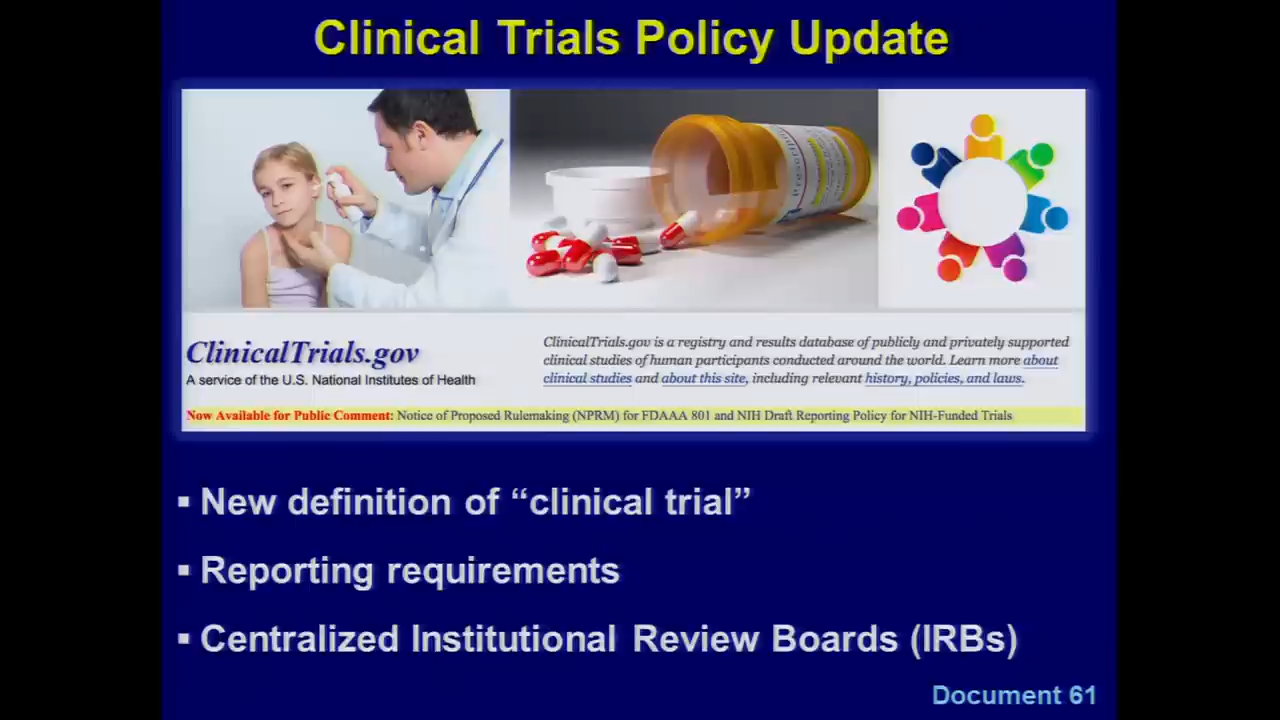 Clinical Trials Policy Update
ClinicalTrials.gov
A service of the U.S. National Institutes of Health
ClinicalTrials.gov is a registry and results database of publicly and privately supported
clinical studies of human participants conducted around the world. Learn more about
clinical studies and about this site, including relevant history, policies, and laws.
Now Available for Public Comment: Notice of Proposed Rulemaking (NPRM) for FDAAA 801 and NIH Draft Reporting Policy for NIH-Funded Trials
▪ New definition of “clinical trial”
▪ Reporting requirements
▪ Centralized Institutional Review Boards (IRBs)
Document 61